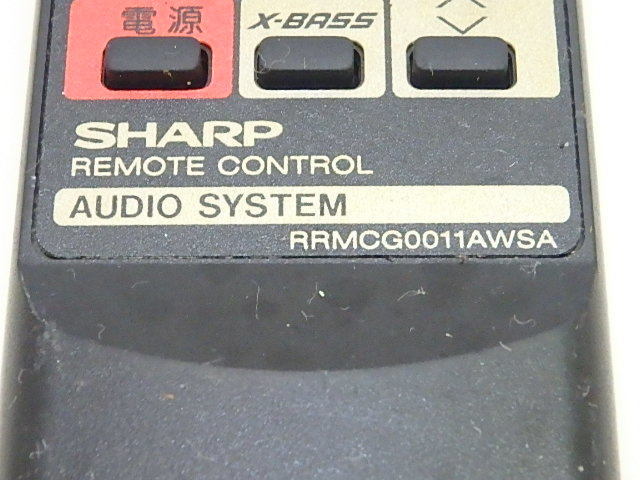 電源 X-BASS
SHARP
REMOTE CONTROL
AUDIO SYSTEM
RRMCG0011AWSA